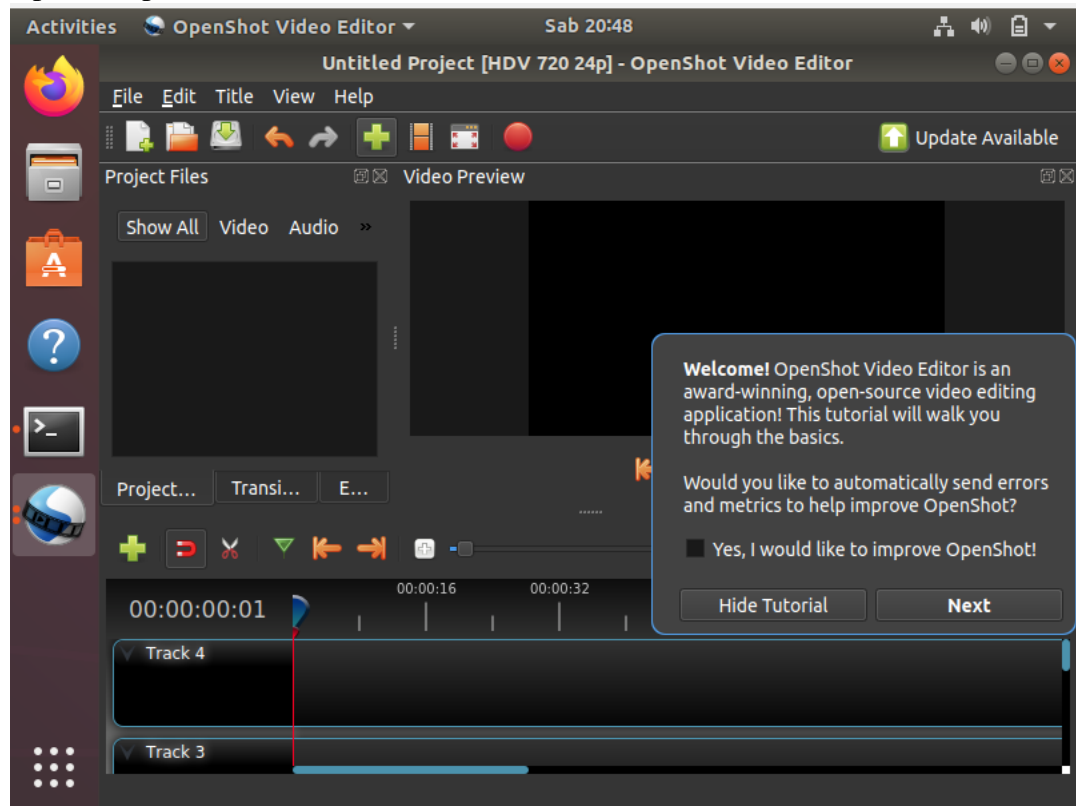 Activities OpenShot Video Editor Sab 20:48
Untitled Project [HDV 720 24p] - OpenShot Video Editor
File Edit Title View Help
Update Available
Project Files Video Preview
Show All Video Audio »
Welcome! OpenShot Video Editor is an
award-winning, open-source video editing
application! This tutorial will walk you
through the basics.
Would you like to automatically send errors
and metrics to help improve OpenShot?
Yes, I would like to improve OpenShot!
Hide Tutorial Next
Project... Transi... E...
00:00:00:01 00:00:16 00:00:32
Track 4
Track 3